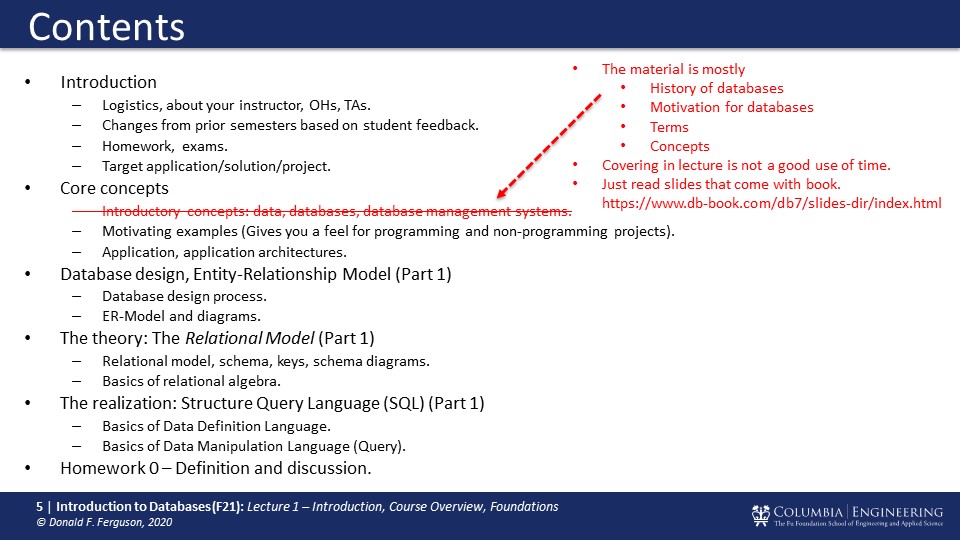 Contents
• Introduction
– Logistics, about your instructor, OHs, TAs.
– Changes from prior semesters based on student feedback.
– Homework, exams.
– Target application/solution/project.
• Core concepts
– Introductory concepts: data, databases, database management systems.
– Motivating examples (Gives you a feel for programming and non-programming projects).
– Application, application architectures.
• Database design, Entity-Relationship Model (Part 1)
– Database design process.
– ER-Model and diagrams.
• The theory: The Relational Model (Part 1)
– Relational model, schema, keys, schema diagrams.
– Basics of relational algebra.
• The realization: Structure Query Language (SQL) (Part 1)
– Basics of Data Definition Language.
– Basics of Data Manipulation Language (Query).
• Homework 0 – Definition and discussion.
• The material is mostly
• History of databases
• Motivation for databases
• Terms
• Concepts
• Covering in lecture is not a good use of time.
• Just read slides that come with book.
https://www.db-book.com/db7/slides-dir/index.html
5 | Introduction to Databases(F21): Lecture 1 – Introduction, Course Overview, Foundations
© Donald F. Ferguson, 2020
COLUMBIA | ENGINEERING
The Fu Foundation School of Engineering and Applied Science